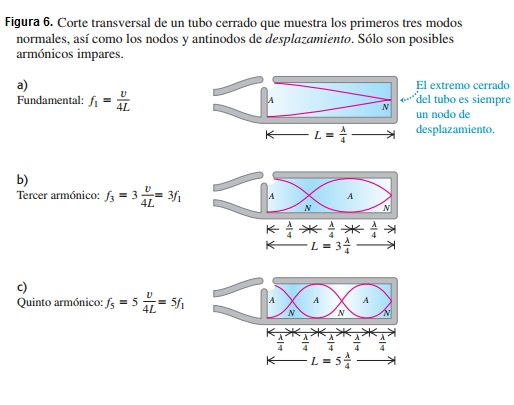 Figura 6. Corte transversal de un tubo cerrado que muestra los primeros tres modos
normales, así como los nodos y antinodos de desplazamiento. Sólo son posibles
armónicos impares.
a)
Fundamental: f₁ = υ/4L
A
N
L = λ/4
El extremo cerrado
del tubo es siempre
un nodo de
desplazamiento.
b)
Tercer armónico: f₃ = 3 υ/4L = 3f₁
A N A N
λ/4 λ/4 λ/4
L = 3 λ/4
c)
Quinto armónico: f₅ = 5 υ/4L = 5f₁
A N A N A N
λ/4 λ/4 λ/4 λ/4 λ/4
L = 5 λ/4